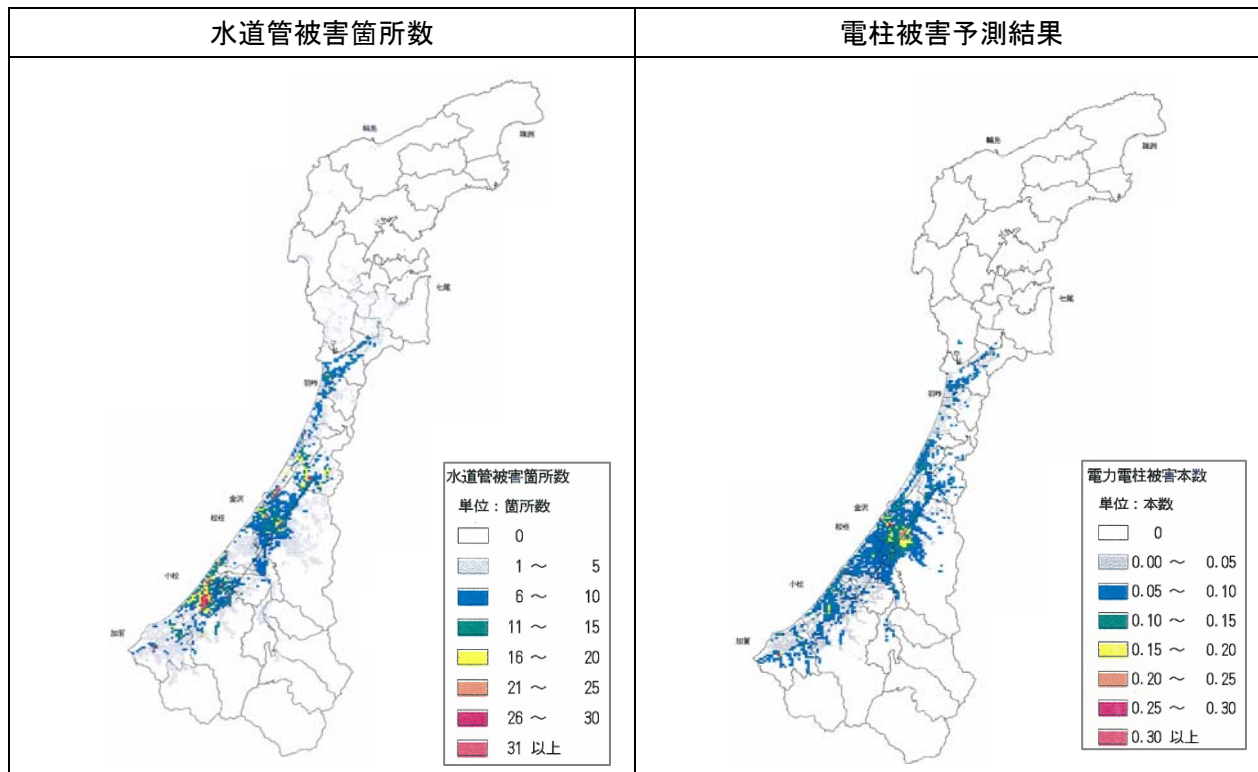 水道管被害箇所数
電柱被害予測結果
輪島
珠洲
七尾
羽咋
金沢
松任
小松
加賀
水道管被害箇所数
単位：箇所数
0
1 ～ 5
6 ～ 10
11 ～ 15
16 ～ 20
21 ～ 25
26 ～ 30
31 以上
輪島
珠洲
七尾
羽咋
金沢
松任
小松
加賀
電力電柱被害本数
単位：本数
0
0.00 ～ 0.05
0.05 ～ 0.10
0.10 ～ 0.15
0.15 ～ 0.20
0.20 ～ 0.25
0.25 ～ 0.30
0.30 以上